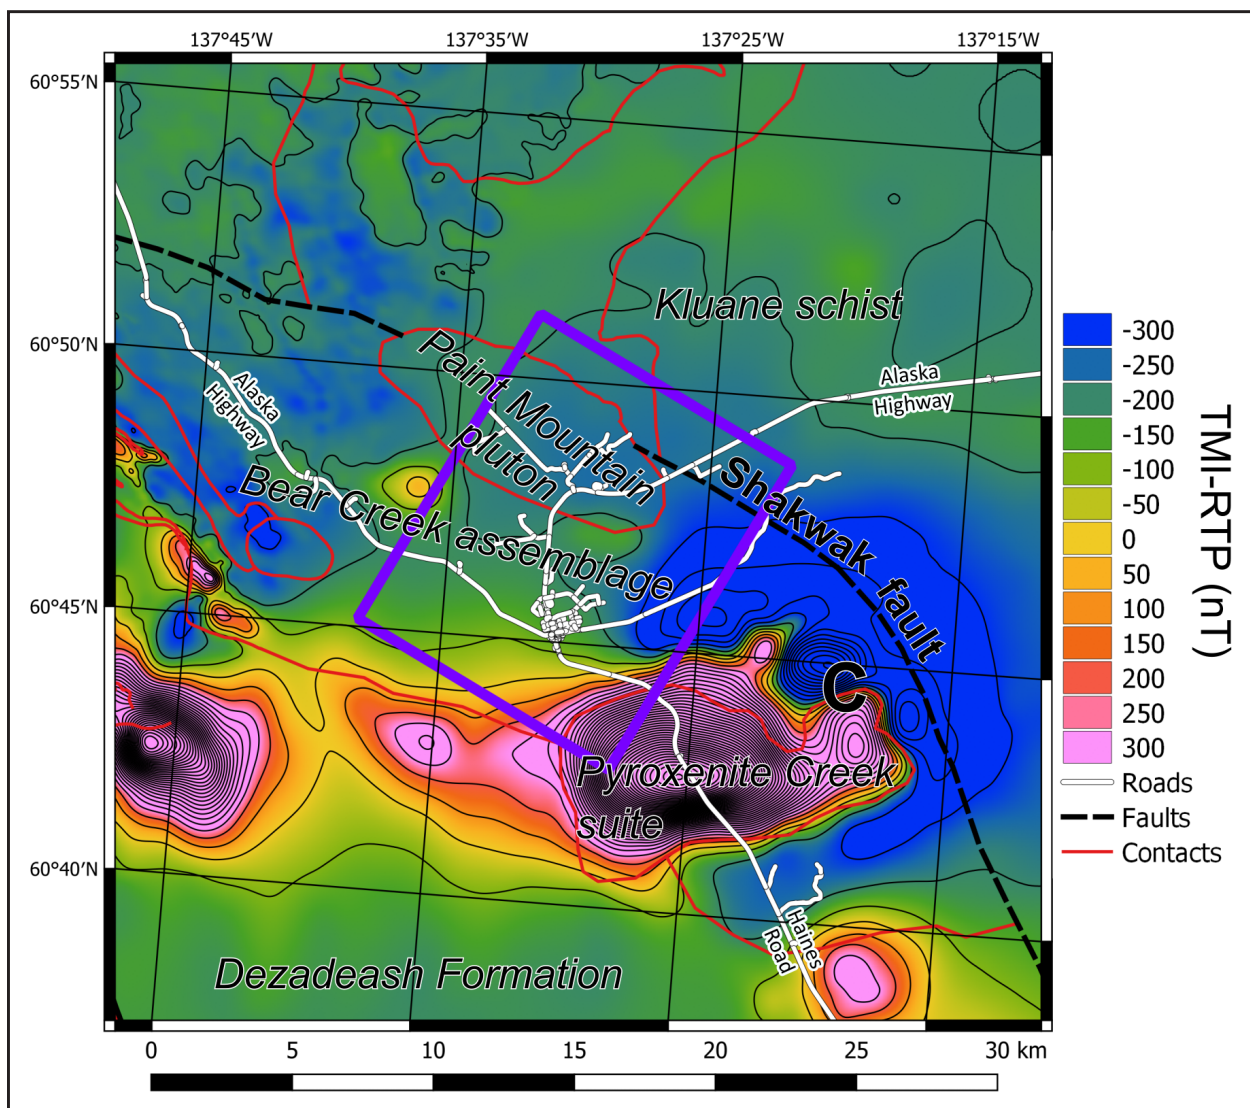 137°45'W
137°35'W
137°25'W
137°15'W
60°55'N
60°50'N
60°45'N
60°40'N
Kluane schist
Alaska
Highway
Alaska
Highway
Paint Mountain
pluton
Shakwak fault
Bear Creek assemblage
C
Pyroxenite Creek
suite
Haines
Road
Dezadeash Formation
-300
-250
-200
-150
-100
-50
0
50
100
150
200
250
300
TMI-RTP (nT)
Roads
Faults
Contacts
0
5
10
15
20
25
30 km